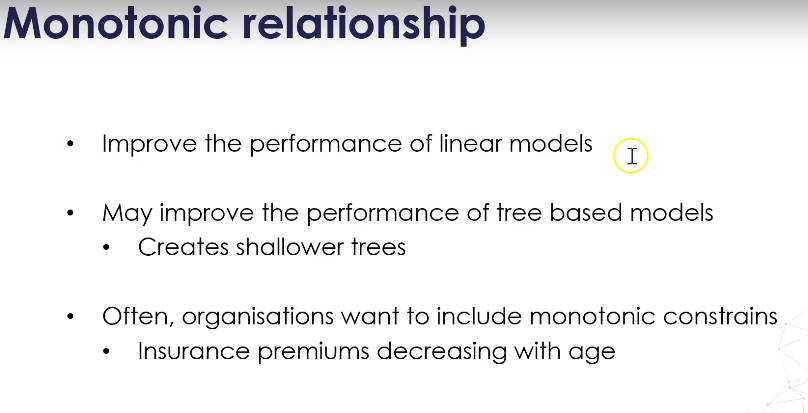 Monotonic relationship
• Improve the performance of linear models
• May improve the performance of tree based models
• Creates shallower trees
• Often, organisations want to include monotonic constrains
• Insurance premiums decreasing with age